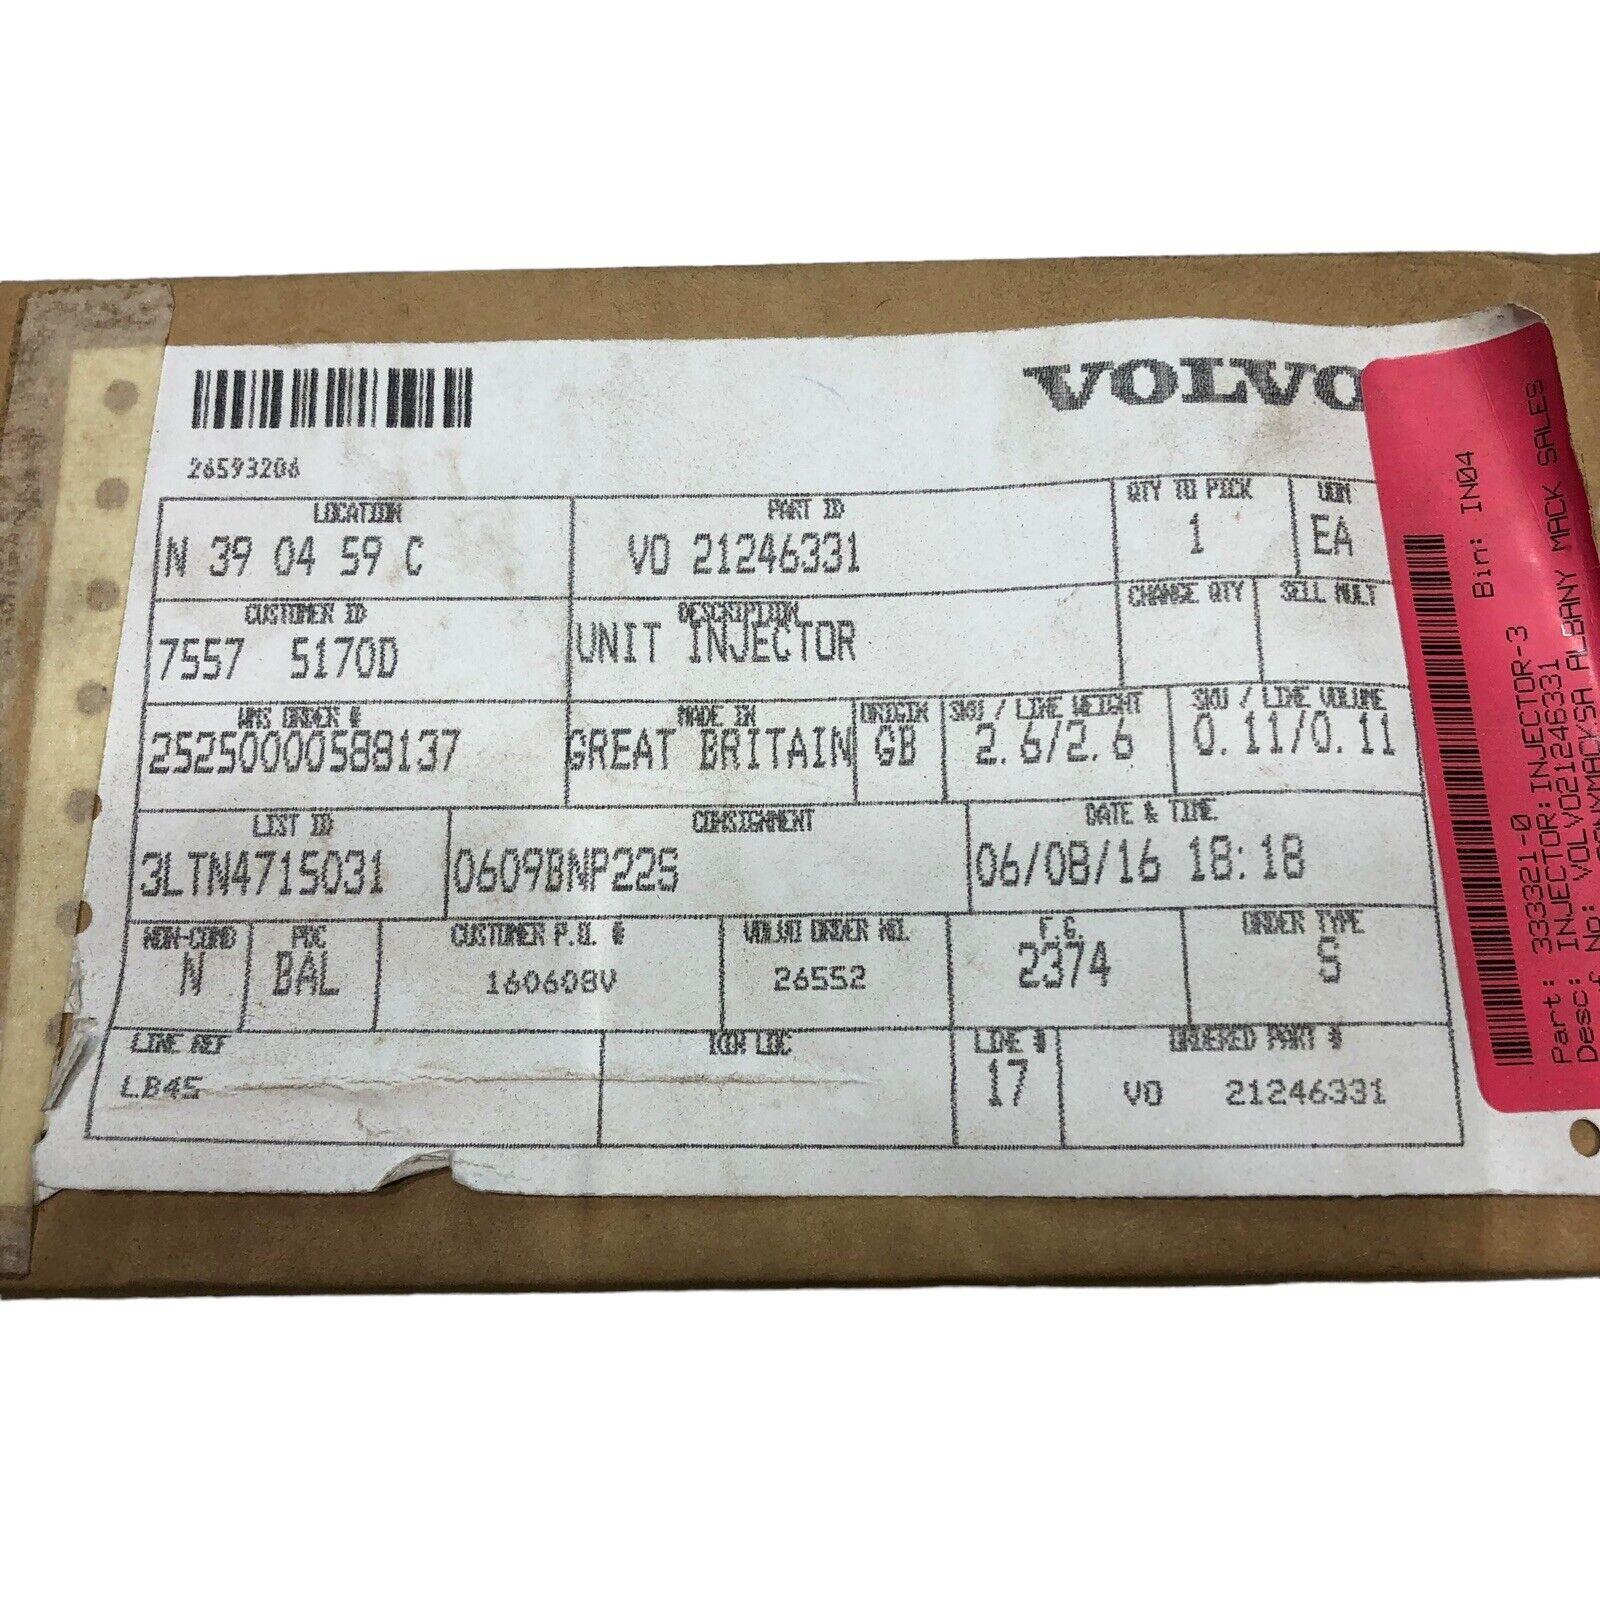 VOLVO
26593206
LOCATION PART ID QTY TO PICK UOM
N 39 04 59 C VO 21246331 1 EA
CUSTOMER ID DESCRIPTION CHANGE QTY SELL MULT
7557 5170D UNIT INJECTOR
WMS ORDER # MADE IN ORIGIN SKU / LINE WEIGHT SKU / LINE VOLUME
25250000588137 GREAT BRITAIN GB 2.6/2.6 0.11/0.11
LIST ID CONSIGNMENT DATE & TIME
3LTN4715031 0609BNP22S 06/08/16 18:18
NON-COMB PDC CUSTOMER P.O. # VOLVO ORDER NO. F.G. ORDER TYPE
N BAL 160608V 26552 2374 S
LINE REF LOC LINE # ORDERED PART #
LB45 17 VO 21246331
Bin: IN04
Part: 333321-0
Desc: INJECTOR:INJECTOR-3
No: VOLVO21246331
ALBANY MACK SALES